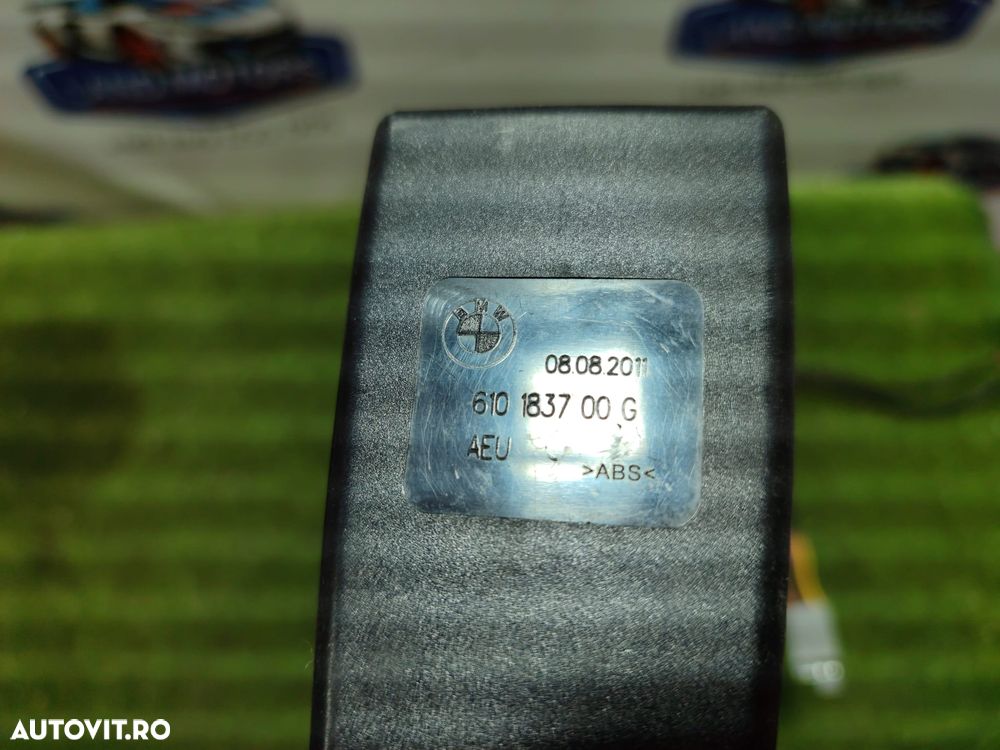 BMW
08.08.2011
610 1837 00 G
AEU
>ABS<
AUTOVIT.RO